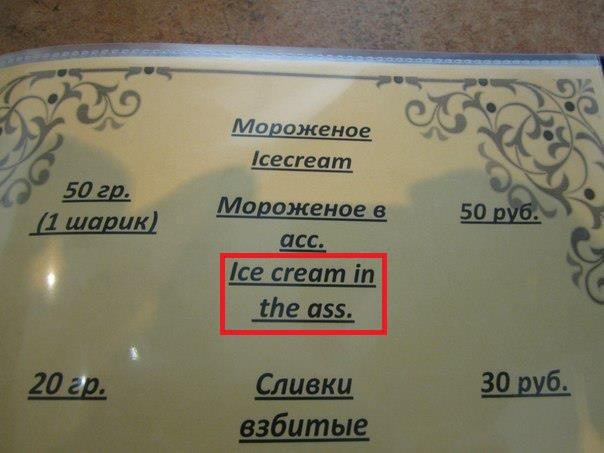 Мороженое
Icecream
50 гр.
(1 шарик)
Мороженое в
асс.
50 руб.
Ice cream in
the ass.
20 гр.
Сливки
взбитые
30 руб.